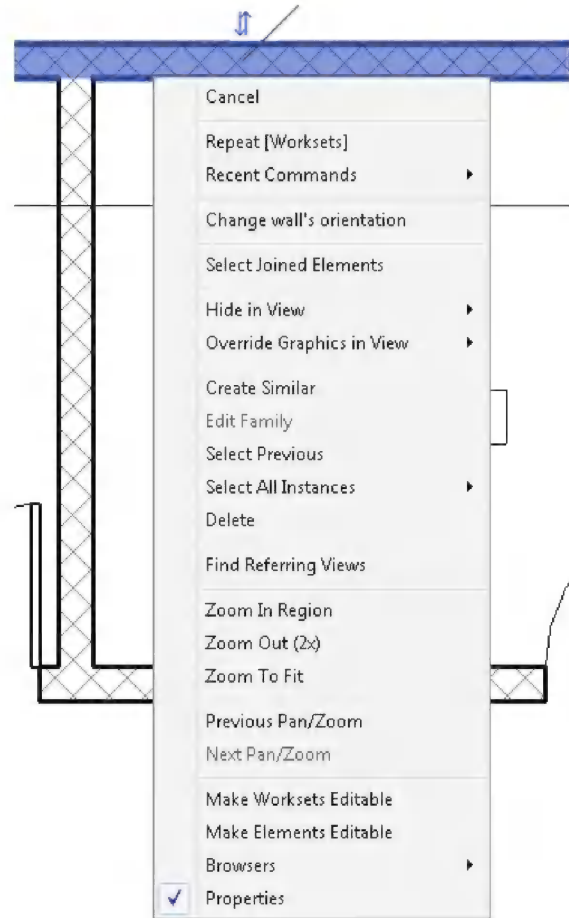 Cancel
Repeat [Worksets]
Recent Commands
Change wall's orientation
Select Joined Elements
Hide in View
Override Graphics in View
Create Similar
Edit Family
Select Previous
Select All Instances
Delete
Find Referring Views
Zoom In Region
Zoom Out (2x)
Zoom To Fit
Previous Pan/Zoom
Next Pan/Zoom
Make Worksets Editable
Make Elements Editable
Browsers
Properties